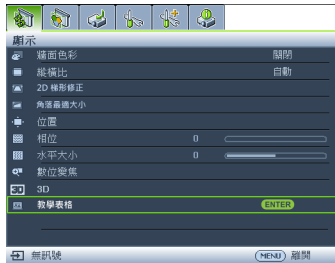 顯示
牆面色彩 關閉
縱橫比 自動
2D 梯形修正
角落最適大小
位置
相位 0
水平大小 0
數位變焦
3D 3D
教學表格 ENTER
無訊號 MENU 離開